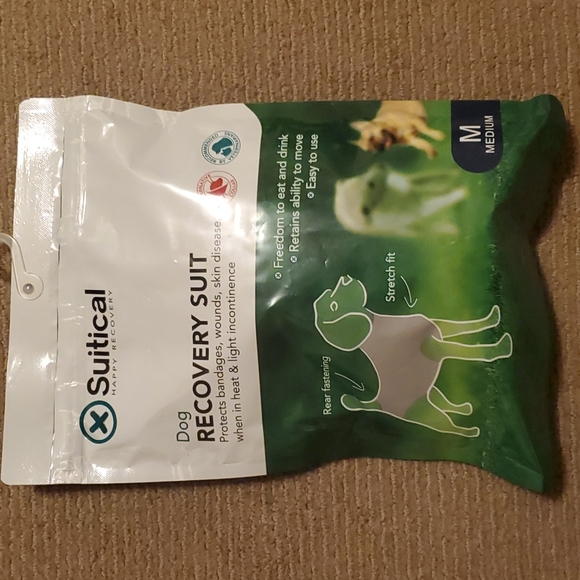 Suitical
HAPPY RECOVERY
Dog
RECOVERY SUIT
Protects bandages, wounds, skin disease,
when in heat & light incontinence
RECOMMENDED
Freedom to eat and drink
Retains ability to move
Easy to use
M
MEDIUM
Stretch fit
Rear fastening